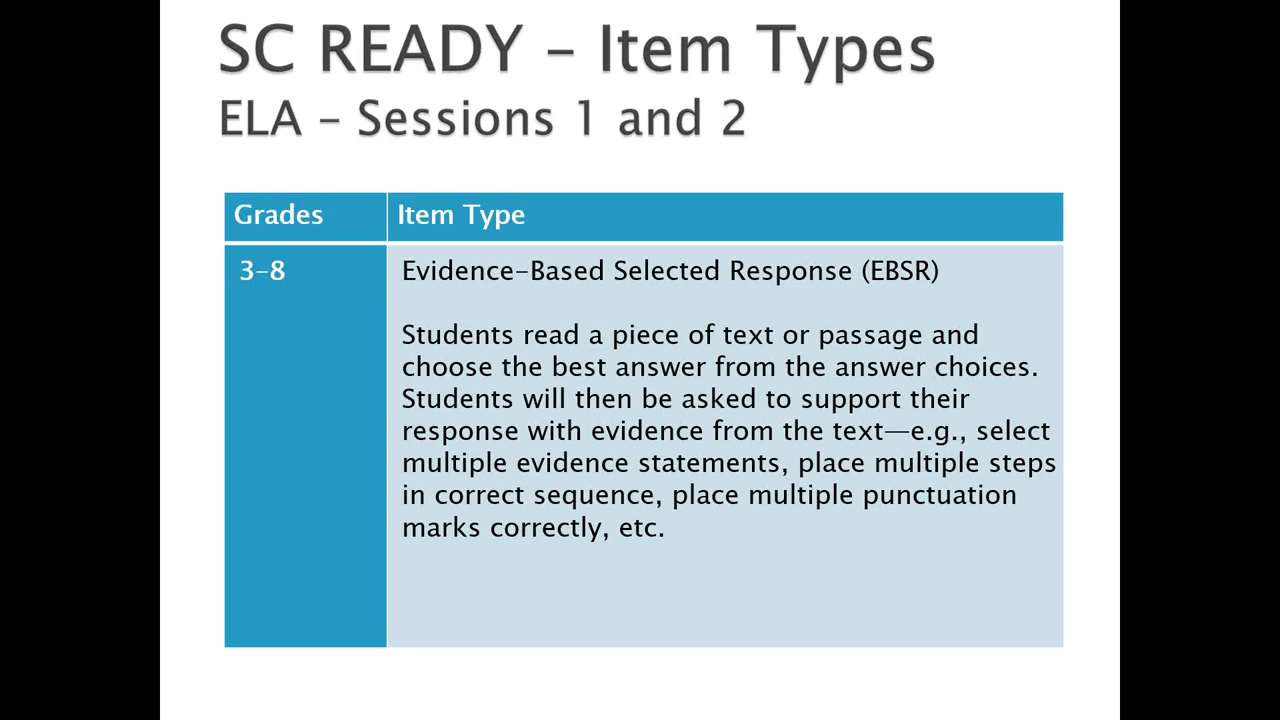 SC READY – Item Types
ELA – Sessions 1 and 2
Grades
Item Type
3–8
Evidence–Based Selected Response (EBSR)
Students read a piece of text or passage and
choose the best answer from the answer choices.
Students will then be asked to support their
response with evidence from the text—e.g., select
multiple evidence statements, place multiple steps
in correct sequence, place multiple punctuation
marks correctly, etc.